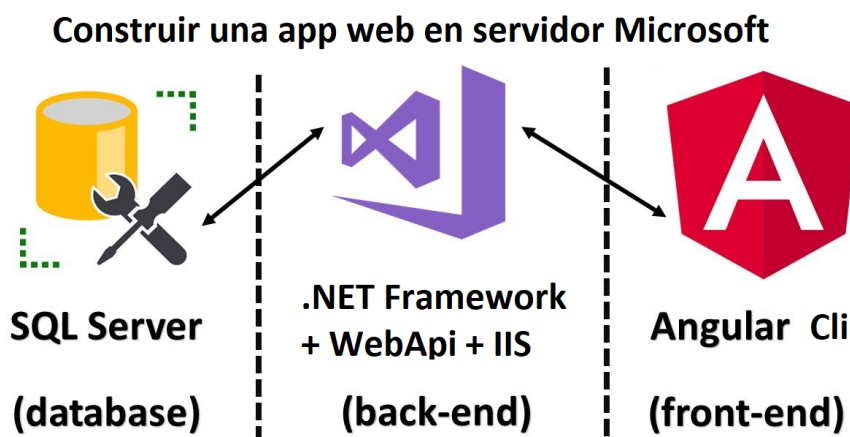 Construir una app web en servidor Microsoft
SQL Server
(database)
.NET Framework
+ WebApi + IIS
(back-end)
Angular Cli
(front-end)